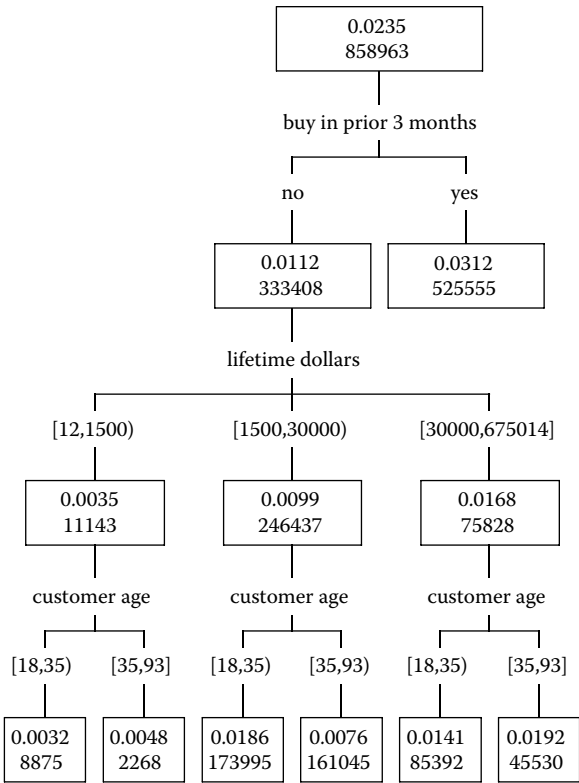 0.0235
858963
buy in prior 3 months
no yes
0.0112 0.0312
333408 525555
lifetime dollars
[12,1500) [1500,30000) [30000,675014]
0.0035 0.0099 0.0168
11143 246437 75828
customer age customer age customer age
[18,35) [35,93] [18,35) [35,93) [18,35) [35,93]
0.0032 0.0048 0.0186 0.0076 0.0141 0.0192
8875 2268 173995 161045 85392 45530